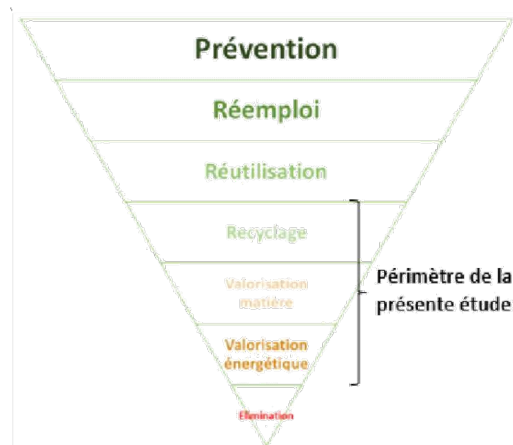 Prévention
Réemploi
Réutilisation
Recyclage
Valorisation
matière
Valorisation
énergétique
Elimination
Périmètre de la
présente étude